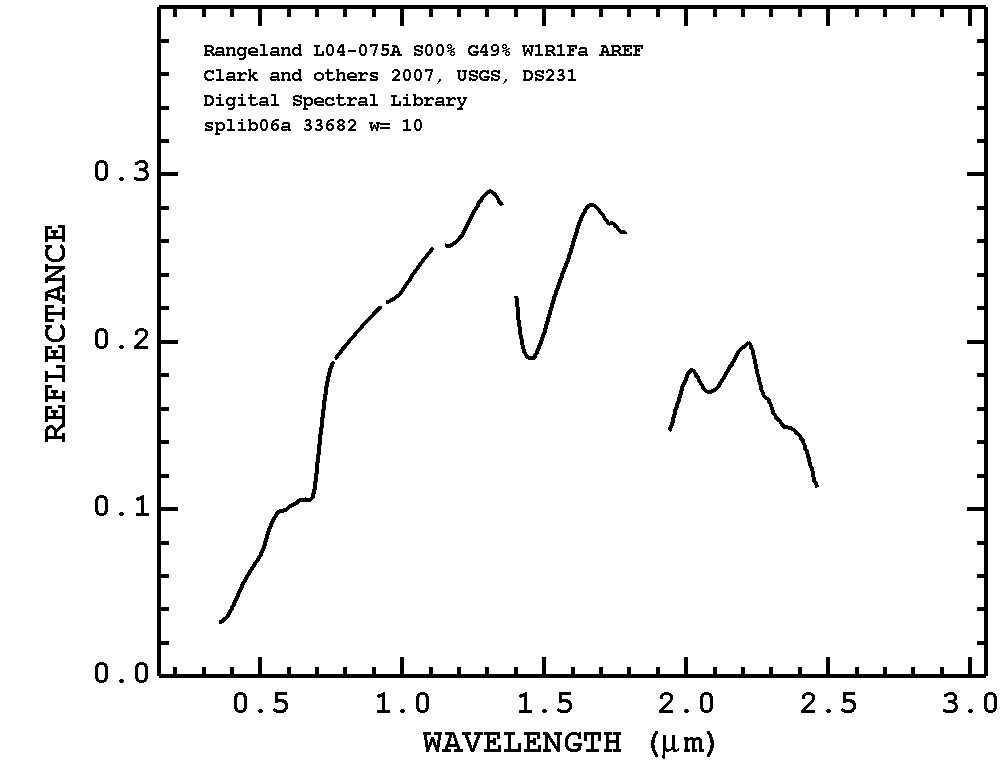 Rangeland L04-075A S00% G49% W1R1Fa AREF
Clark and others 2007, USGS, DS231
Digital Spectral Library
splib06a 33682 w= 10
0.3
0.2
0.1
0.0
REFLECTANCE
0.5 1.0 1.5 2.0 2.5 3.0
WAVELENGTH (μm)